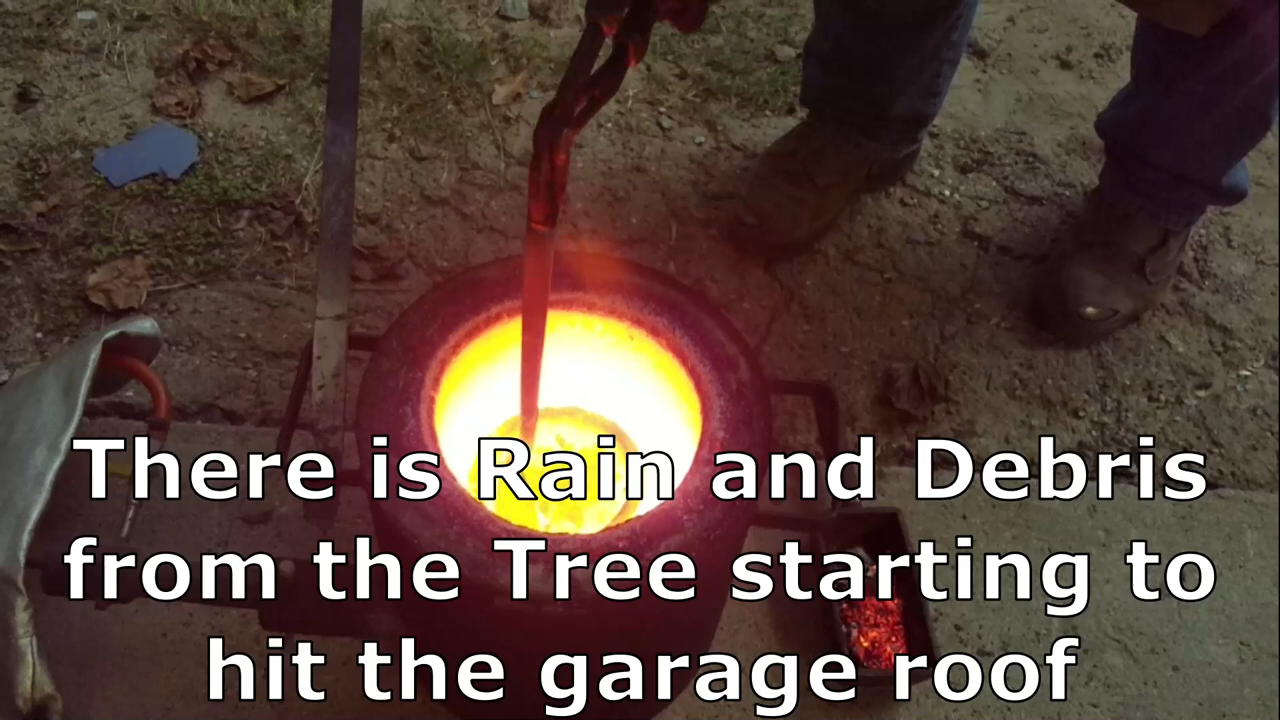 There is Rain and Debris
from the Tree starting to
hit the garage roof